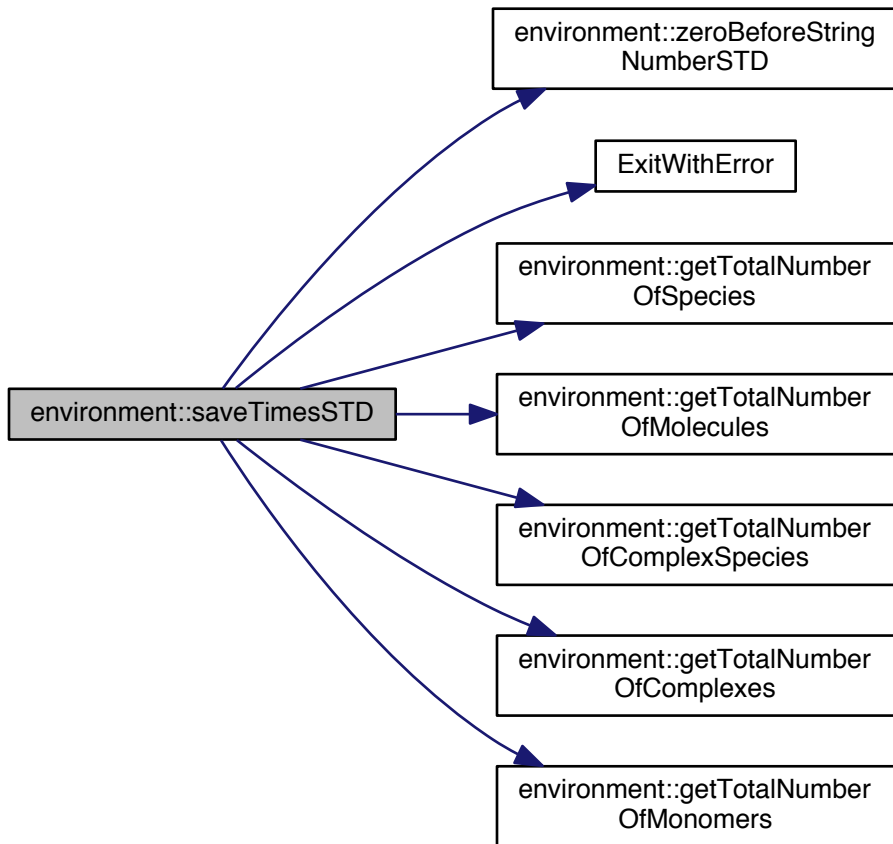 environment::zeroBeforeString
NumberSTD
ExitWithError
environment::getTotalNumber
OfSpecies
environment::saveTimesSTD
environment::getTotalNumber
OfMolecules
environment::getTotalNumber
OfComplexSpecies
environment::getTotalNumber
OfComplexes
environment::getTotalNumber
OfMonomers